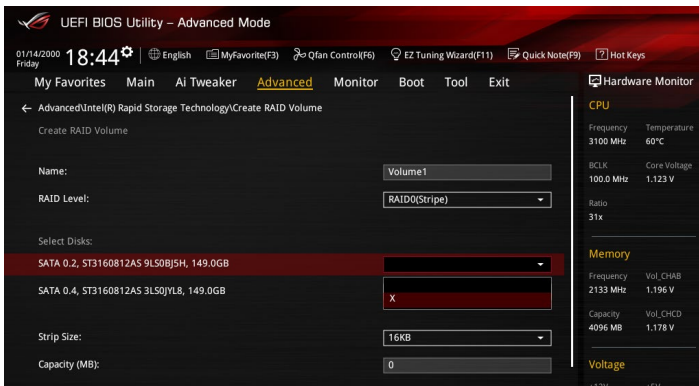 UEFI BIOS Utility – Advanced Mode
01/14/2000 Friday 18:44 English MyFavorite(F3) Qfan Control(F6) EZ Tuning Wizard(F11) Quick Note(F9) ? Hot Keys
My Favorites Main Ai Tweaker Advanced Monitor Boot Tool Exit
Hardware Monitor
← Advanced\Intel(R) Rapid Storage Technology\Create RAID Volume
Create RAID Volume
Name: Volume1
RAID Level: RAID0(Stripe)
Select Disks:
SATA 0.2, ST3160812AS 9LS0BJ5H, 149.0GB
SATA 0.4, ST3160812AS 3LS0JYL8, 149.0GB
X
Strip Size: 16KB
Capacity (MB): 0
CPU
Frequency Temperature
3100 MHz 60°C
BCLK Core Voltage
100.0 MHz 1.123 V
Ratio
31x
Memory
Frequency Vol_CHAB
2133 MHz 1.196 V
Capacity Vol_CHCD
4096 MB 1.178 V
Voltage
+12V +5V